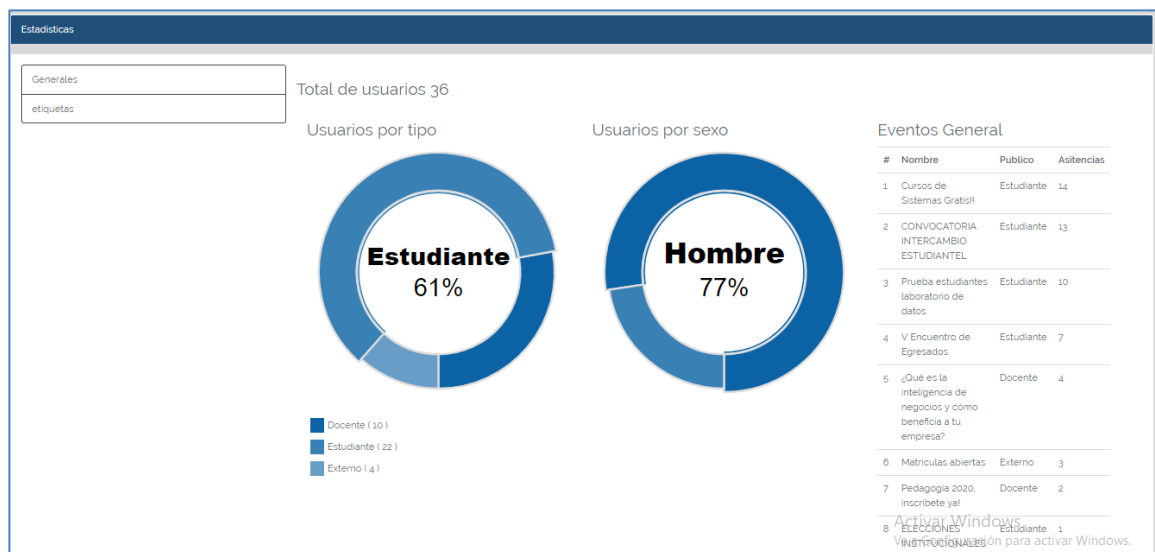 Estadisticas
Generales
etiquetas
Total de usuarios 36
Usuarios por tipo
Estudiante
61%
Docente ( 10 )
Estudiante ( 22 )
Externo ( 4 )
Usuarios por sexo
Hombre
77%
Eventos General
# Nombre Publico Asitencias
1 Cursos de Estudiante 14
Sistemas Gratis!!
2 CONVOCATORIA Estudiante 13
INTERCAMBIO
ESTUDIANTEL
3 Prueba estudiantes Estudiante 10
laboratorio de
datos
4 V Encuentro de Estudiante 7
Egresados
5 ¿Qué es la Docente 4
inteligencia de
negocios y cómo
beneficia a tu
empresa?
6 Matriculas abiertas Externo 3
7 Pedagogía 2020, Docente 2
inscribete ya!
8 ELECCIONES Estudiante 1
INSTITUCIONALES
Activar Windows
Ve a Configuración para activar Windows.